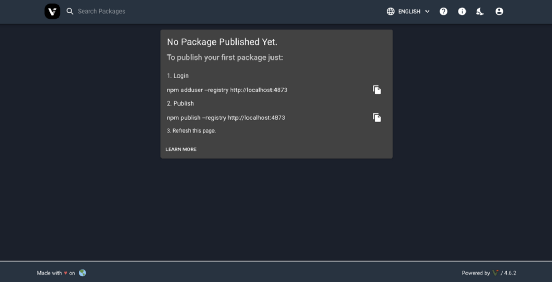 Search Packages
ENGLISH
No Package Published Yet.
To publish your first package just:
1. Login
npm adduser --registry http://localhost:4873
2. Publish
npm publish --registry http://localhost:4873
3. Refresh this page.
LEARN MORE
Made with ♥ on
Powered by / 4.6.2